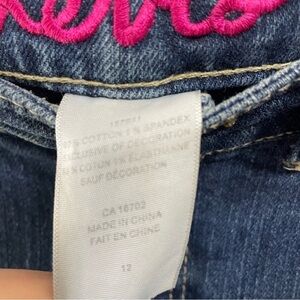 % COTTON 1% SPANDEX
EXCLUSIVE OF DECORATION
% COTON 1% ELASTHANNE
SAUF DÉCORATION
CA 16702
MADE IN CHINA
FAIT EN CHINE
12